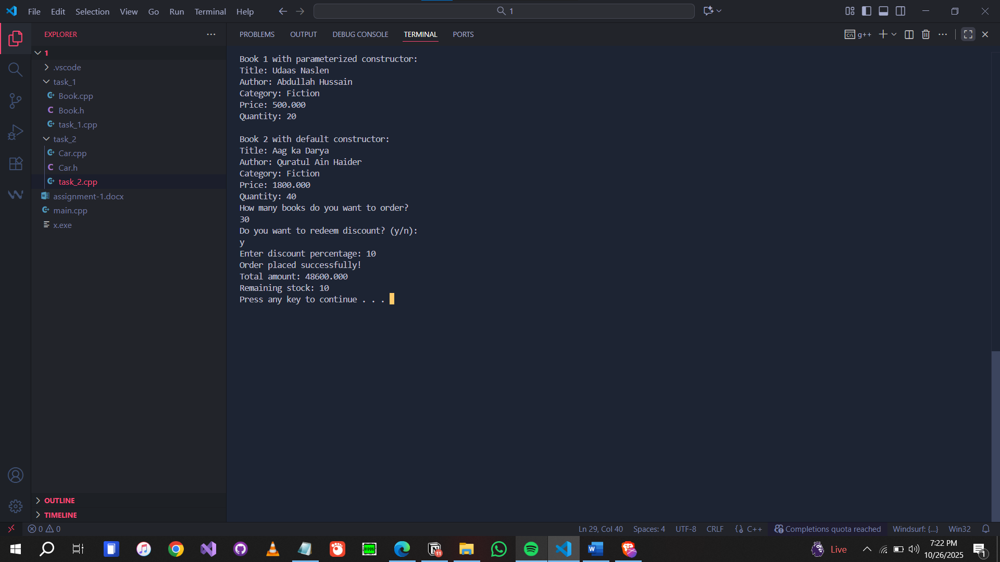 File Edit Selection View Go Run Terminal Help
1
EXPLORER
1
.vscode
task_1
Book.cpp
Book.h
task_1.cpp
task_2
Car.cpp
Car.h
task_2.cpp
assignment-1.docx
main.cpp
x.exe
OUTLINE
TIMELINE
PROBLEMS OUTPUT DEBUG CONSOLE TERMINAL PORTS
g++
Book 1 with parameterized constructor:
Title: Udaas Naslen
Author: Abdullah Hussain
Category: Fiction
Price: 500.000
Quantity: 20
Book 2 with default constructor:
Title: Aag ka Darya
Author: Quratul Ain Haider
Category: Fiction
Price: 1800.000
Quantity: 40
How many books do you want to order?
30
Do you want to redeem discount? (y/n):
y
Enter discount percentage: 10
Order placed successfully!
Total amount: 48600.000
Remaining stock: 10
Press any key to continue . . .
0 0
Ln 29, Col 40 Spaces: 4 UTF-8 CRLF C++ Completions quota reached Windsurf: {...} Win32
8086
11
Live
7:22 PM
10/26/2025
1